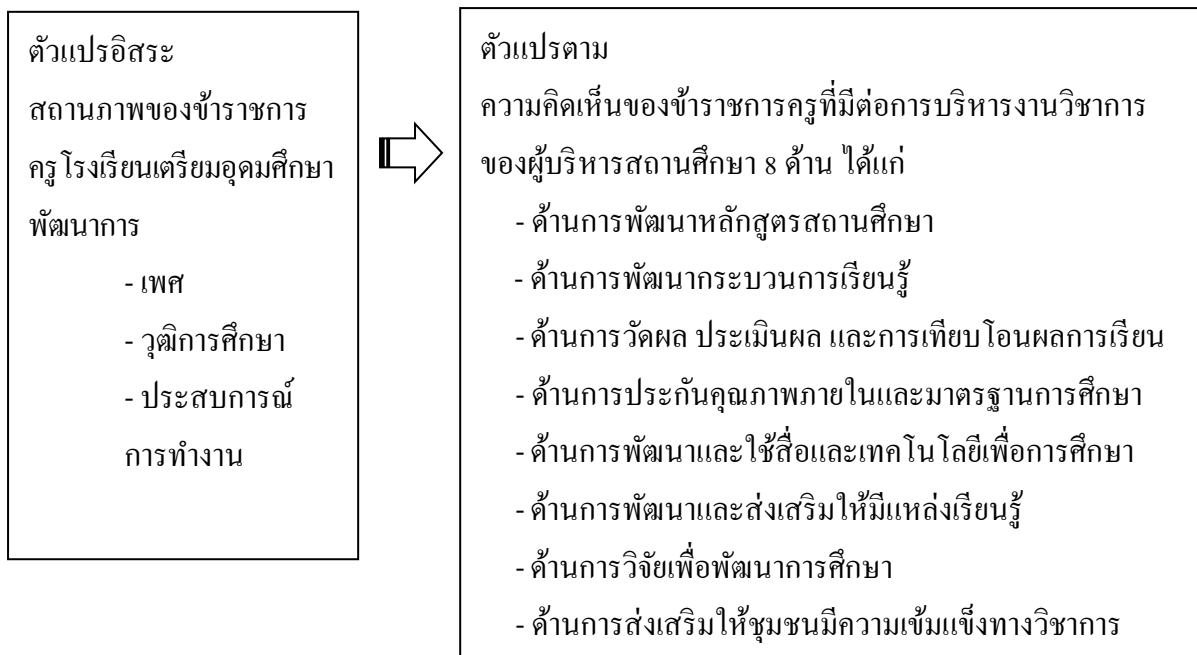 ตัวแปรอิสระ
สถานภาพของข้าราชการ
ครูโรงเรียนเตรียมอุดมศึกษา
พัฒนาการ
- เพศ
- วุฒิการศึกษา
- ประสบการณ์
การทำงาน
ตัวแปรตาม
ความคิดเห็นของข้าราชการครูที่มีต่อการบริหารงานวิชาการ
ของผู้บริหารสถานศึกษา 8 ด้าน ได้แก่
- ด้านการพัฒนาหลักสูตรสถานศึกษา
- ด้านการพัฒนากระบวนการเรียนรู้
- ด้านการวัดผล ประเมินผล และการเทียบโอนผลการเรียน
- ด้านการประกันคุณภาพภายในและมาตรฐานการศึกษา
- ด้านการพัฒนาและใช้สื่อและเทคโนโลยีเพื่อการศึกษา
- ด้านการพัฒนาและส่งเสริมให้มีแหล่งเรียนรู้
- ด้านการวิจัยเพื่อพัฒนาการศึกษา
- ด้านการส่งเสริมให้ชุมชนมีความเข้มแข็งทางวิชาการ